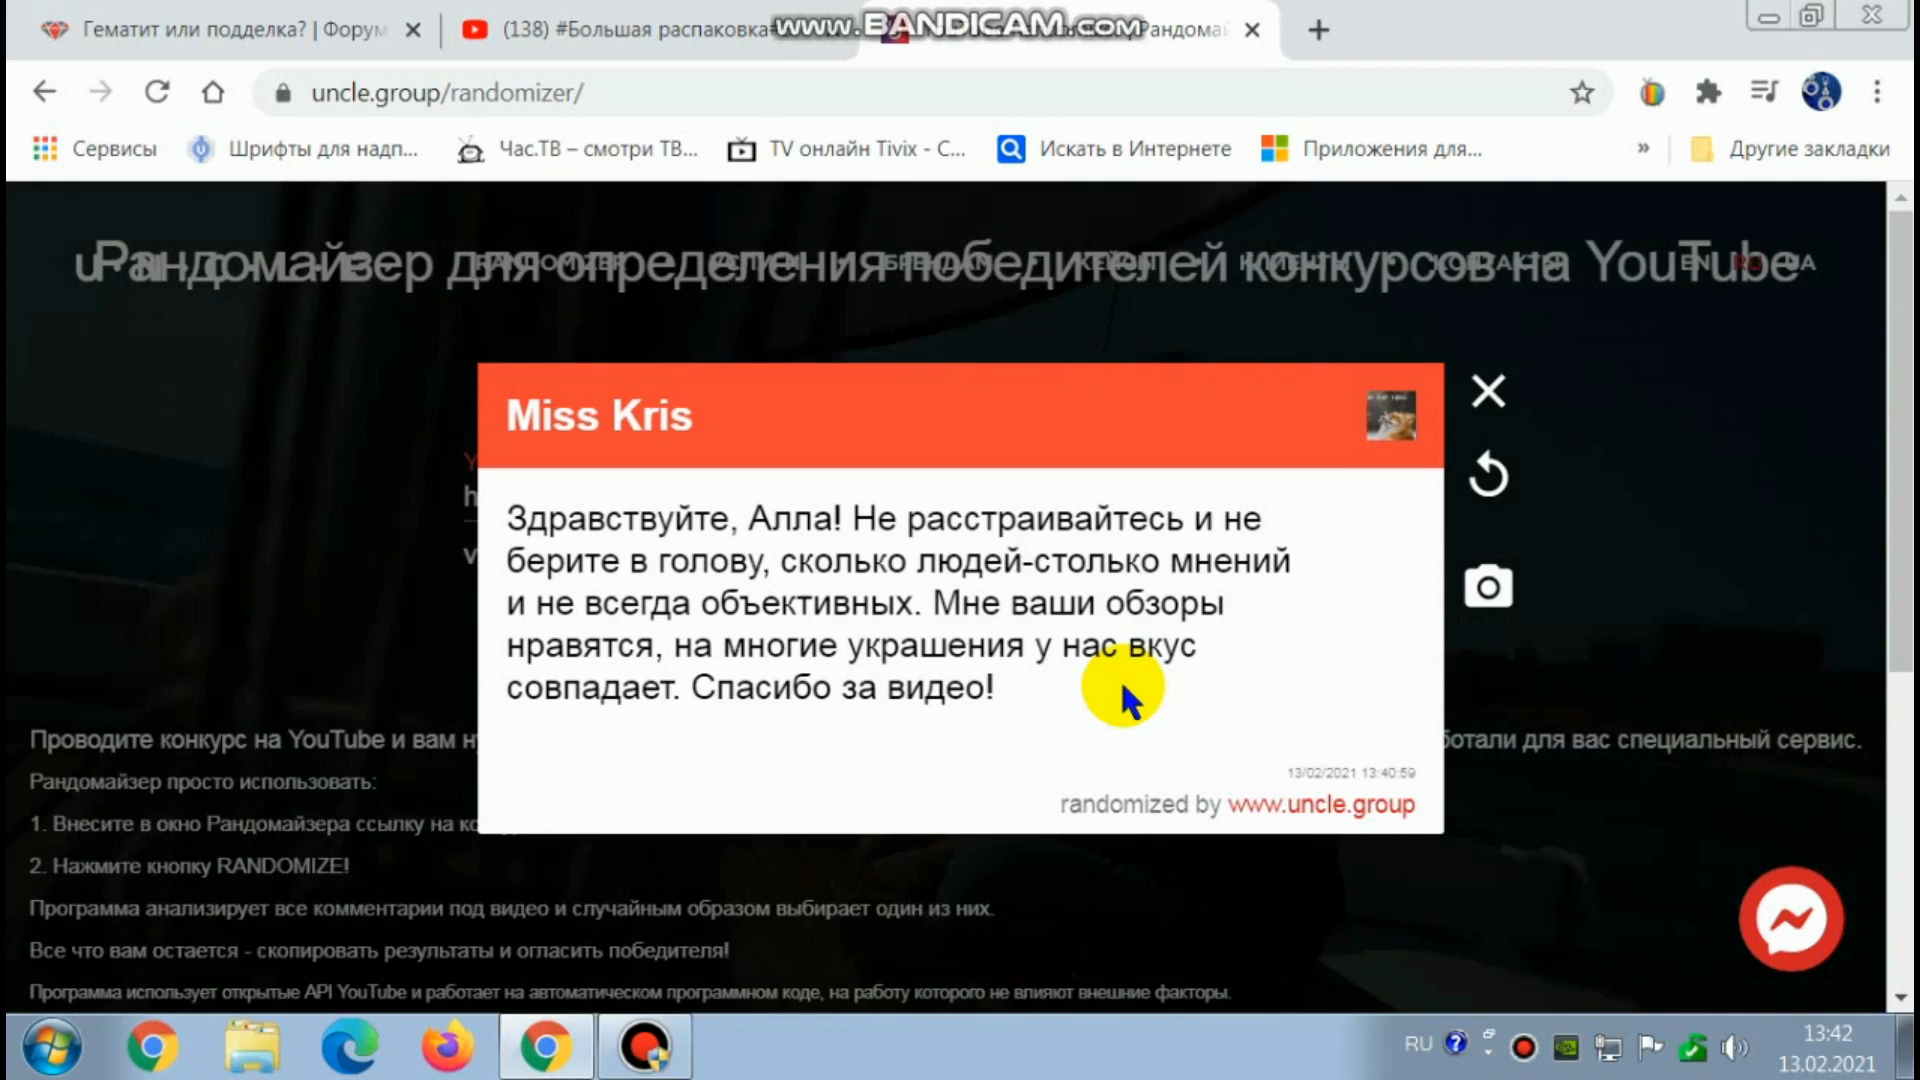 www.BANDICAM.com
Гематит или подделка? | Форум
(138) #Большая распаковка#
Рандомай
uncle.group/randomizer/
Сервисы
Шрифты для надп...
Час.ТВ – смотри ТВ...
TV онлайн Tivix - С...
Искать в Интернете
Приложения для...
»
Другие закладки
Рандомайзер для определения победителей конкурсов на YouTube
EN RU UA
Miss Kris
Здравствуйте, Алла! Не расстраивайтесь и не
берите в голову, сколько людей-столько мнений
и не всегда объективных. Мне ваши обзоры
нравятся, на многие украшения у нас вкус
совпадает. Спасибо за видео!
13/02/2021 13:40:59
randomized by www.uncle.group
Проводите конкурс на YouTube и вам
ботали для вас специальный сервис.
Рандомайзер просто использовать:
1. Внесите в окно Рандомайзера ссылку на
2. Нажмите кнопку RANDOMIZE!
Программа анализирует все комментарии под видео и случайным образом выбирает один из них.
Все что вам остается - скопировать результаты и огласить победителя!
Программа использует открытые API YouTube и работает на автоматическом программном коде, на работу которого не влияют внешние факторы.
RU
13:42
13.02.2021